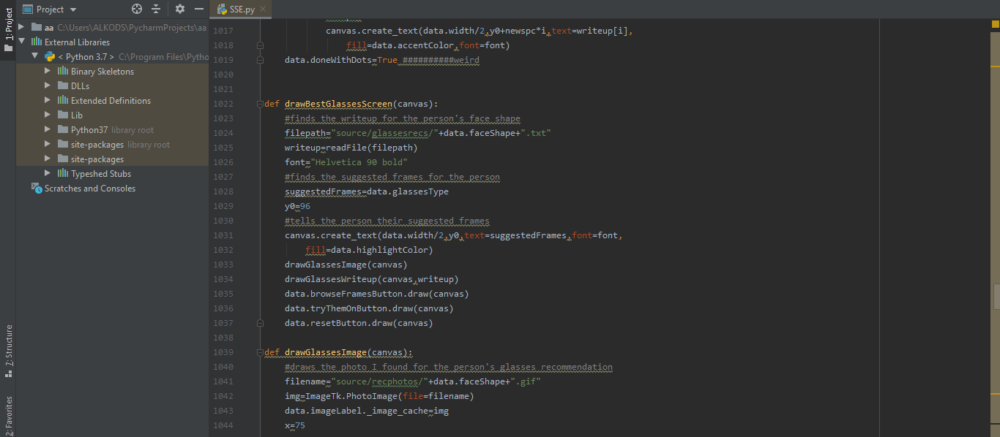 Project
SSE.py
1: Project
aa C:\Users\ALKODS\PycharmProjects\aa
External Libraries
< Python 3.7 > C:\Program Files\Pytho
Binary Skeletons
DLLs
Extended Definitions
Lib
Python37 library root
site-packages library root
site-packages
Typeshed Stubs
Scratches and Consoles
7: Structure
2: Favorites
1017 canvas.create_text(data.width/2,y0+newspc*i,text=writeup[i],
1018 fill=data.accentColor,font=font)
1019 data.doneWithDots=True ##########weird
1020
1021
1022 def drawBestGlassesScreen(canvas):
1023 #finds the writeup for the person's face shape
1024 filepath="source/glassesrecs/"+data.faceShape+".txt"
1025 writeup=readFile(filepath)
1026 font="Helvetica 90 bold"
1027 #finds the suggested frames for the person
1028 suggestedFrames=data.glassesType
1029 y0=96
1030 #tells the person their suggested frames
1031 canvas.create_text(data.width/2,y0,text=suggestedFrames,font=font,
1032 fill=data.highlightColor)
1033 drawGlassesImage(canvas)
1034 drawGlassesWriteup(canvas,writeup)
1035 data.browseFramesButton.draw(canvas)
1036 data.tryThemOnButton.draw(canvas)
1037 data.resetButton.draw(canvas)
1038
1039 def drawGlassesImage(canvas):
1040 #draws the photo I found for the person's glasses recommendation
1041 filename="source/recphotos/"+data.faceShape+".gif"
1042 img=ImageTk.PhotoImage(file=filename)
1043 data.imageLabel._image_cache=img
1044 x=75